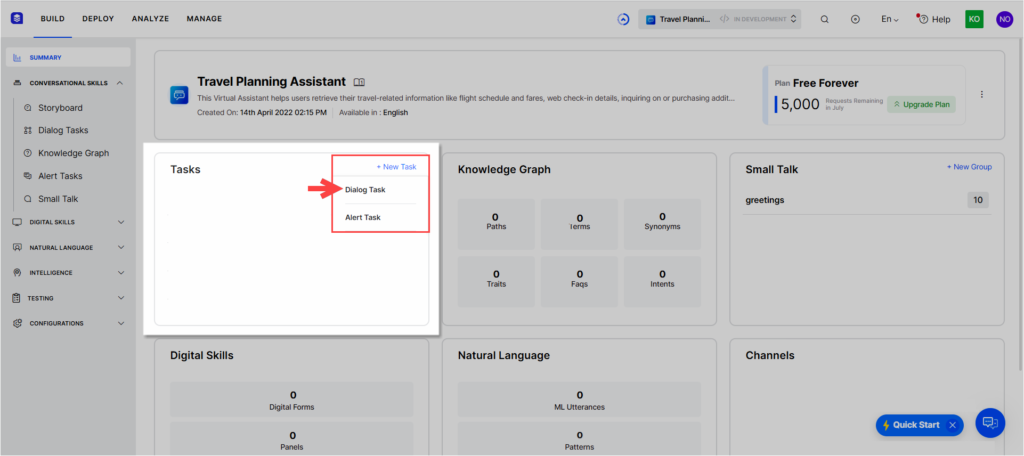 BUILD DEPLOY ANALYZE MANAGE
Travel Planni... </> IN DEVELOPMENT
En
Help
KO
NO
SUMMARY
CONVERSATIONAL SKILLS
Storyboard
Dialog Tasks
Knowledge Graph
Alert Tasks
Small Talk
DIGITAL SKILLS
NATURAL LANGUAGE
INTELLIGENCE
TESTING
CONFIGURATIONS
Travel Planning Assistant
This Virtual Assistant helps users retrieve their travel-related information like flight schedule and fares, web check-in details, inquiring on or purchasing addit...
Created On: 14th April 2022 02:15 PM Available in : English
Plan Free Forever
5,000 Requests Remaining
in July
Upgrade Plan
Tasks
+ New Task
Dialog Task
Alert Task
Knowledge Graph
0
Paths
0
Terms
0
Synonyms
0
Traits
0
Faqs
0
Intents
Small Talk
+ New Group
greetings 10
Digital Skills
0
Digital Forms
0
Panels
Natural Language
0
ML Utterances
0
Patterns
Channels
Quick Start